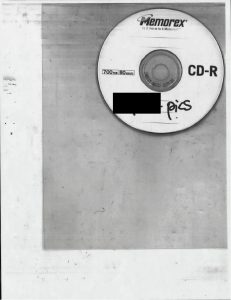 Memorex
700MB 80MIN
CD-R
pics